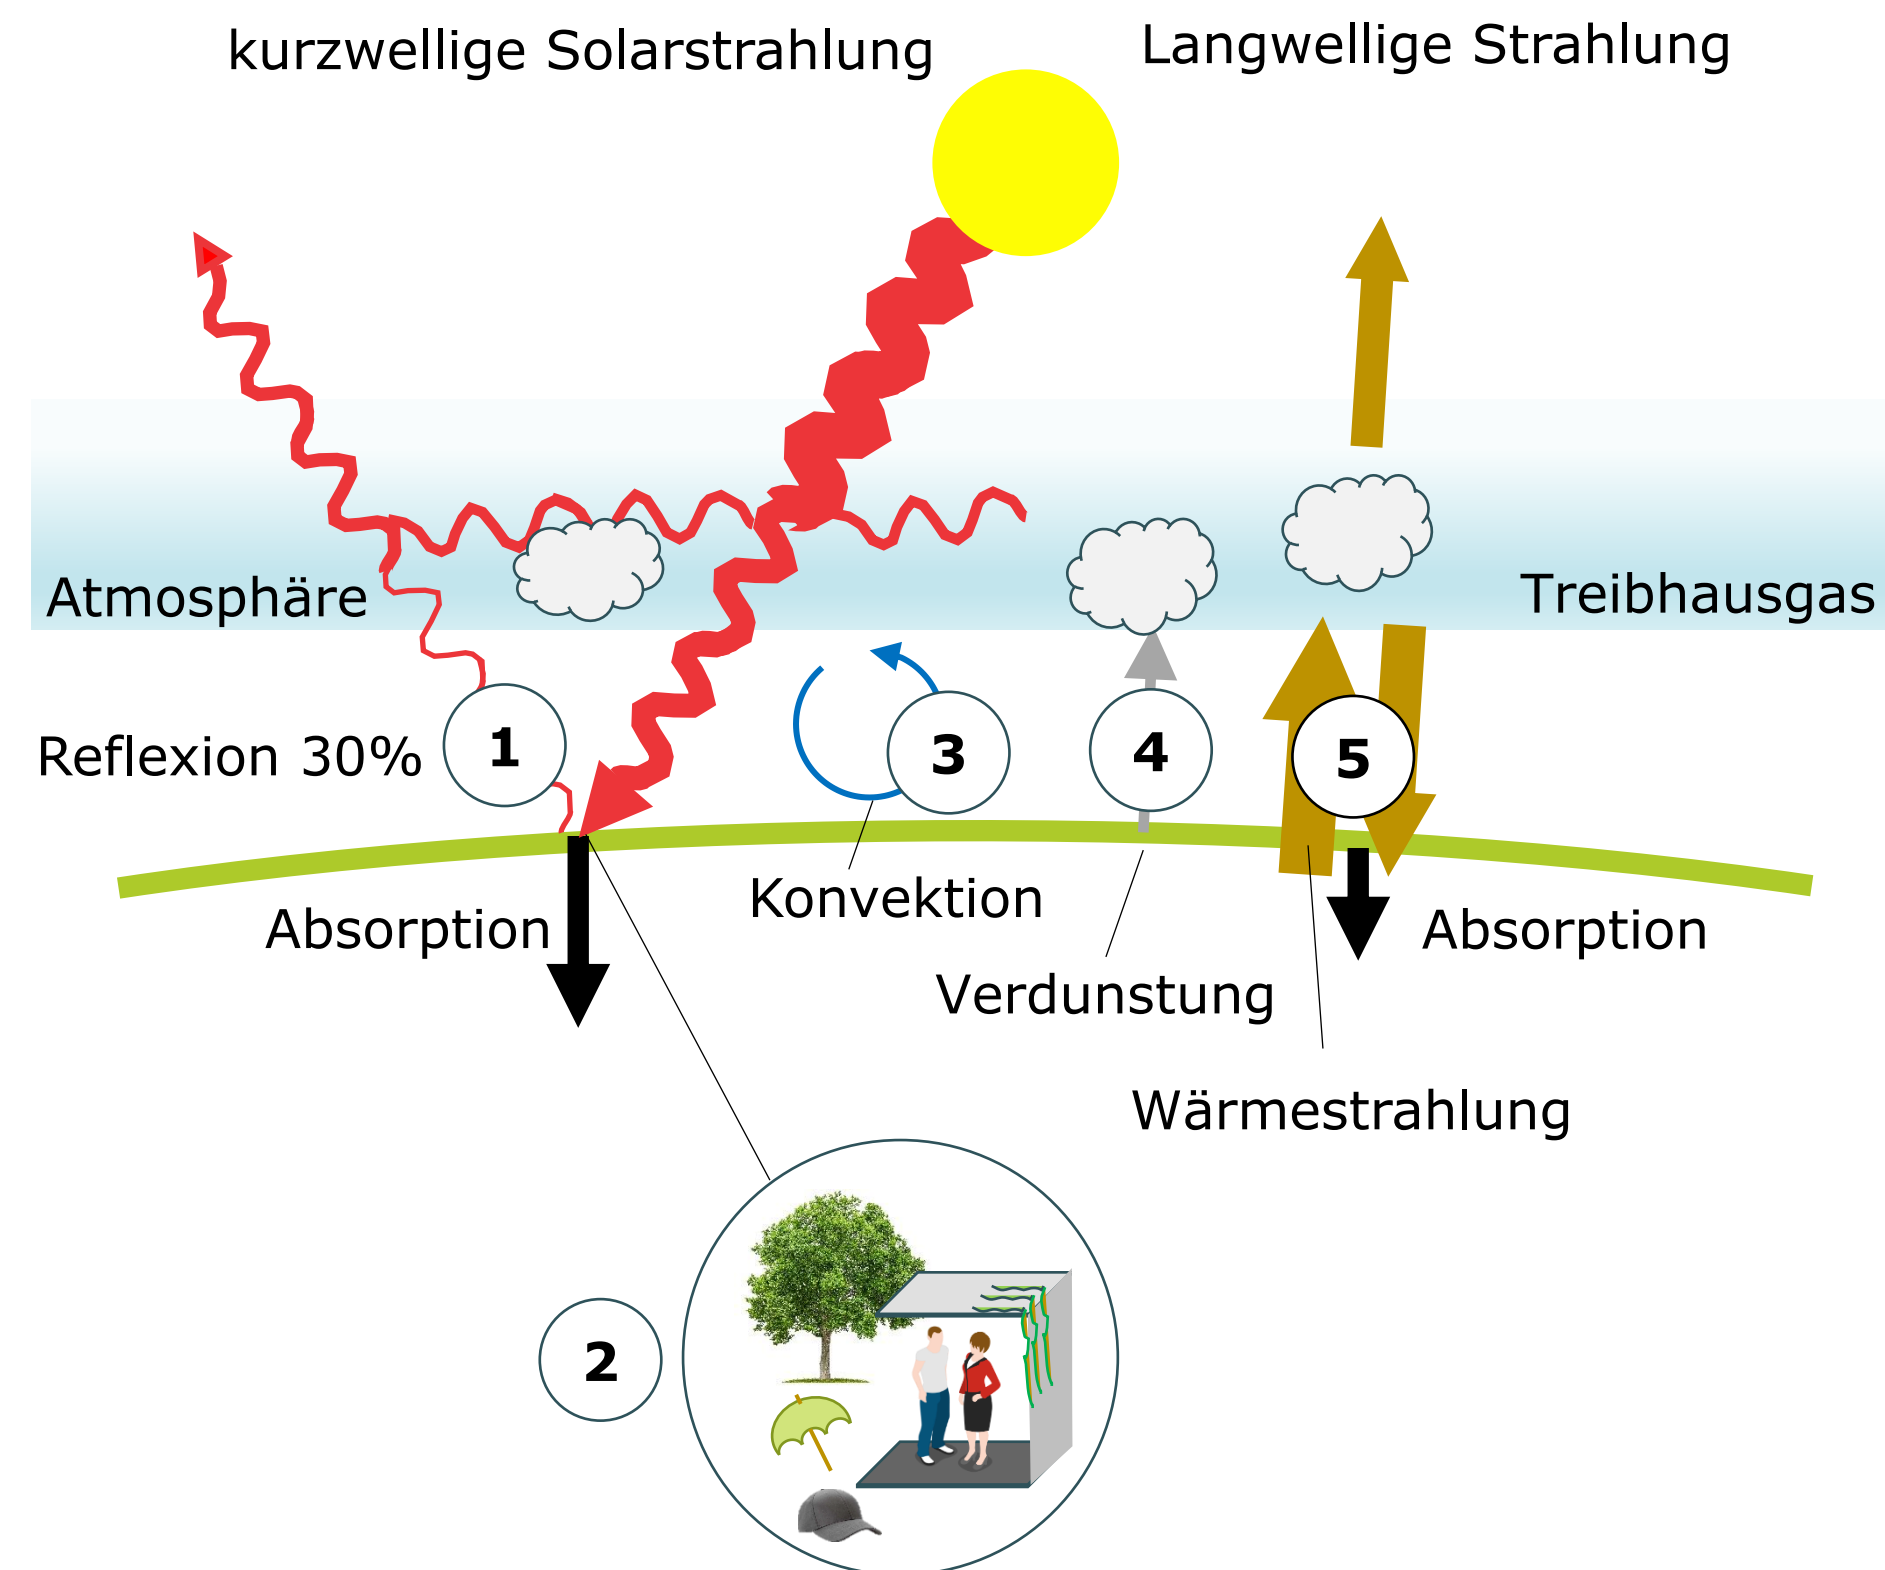 kurzwellige Solarstrahlung
Langwellige Strahlung
Atmosphäre
Treibhausgas
Reflexion 30%
1
3
4
5
Absorption
Konvektion
Absorption
Verdunstung
Wärmestrahlung
2